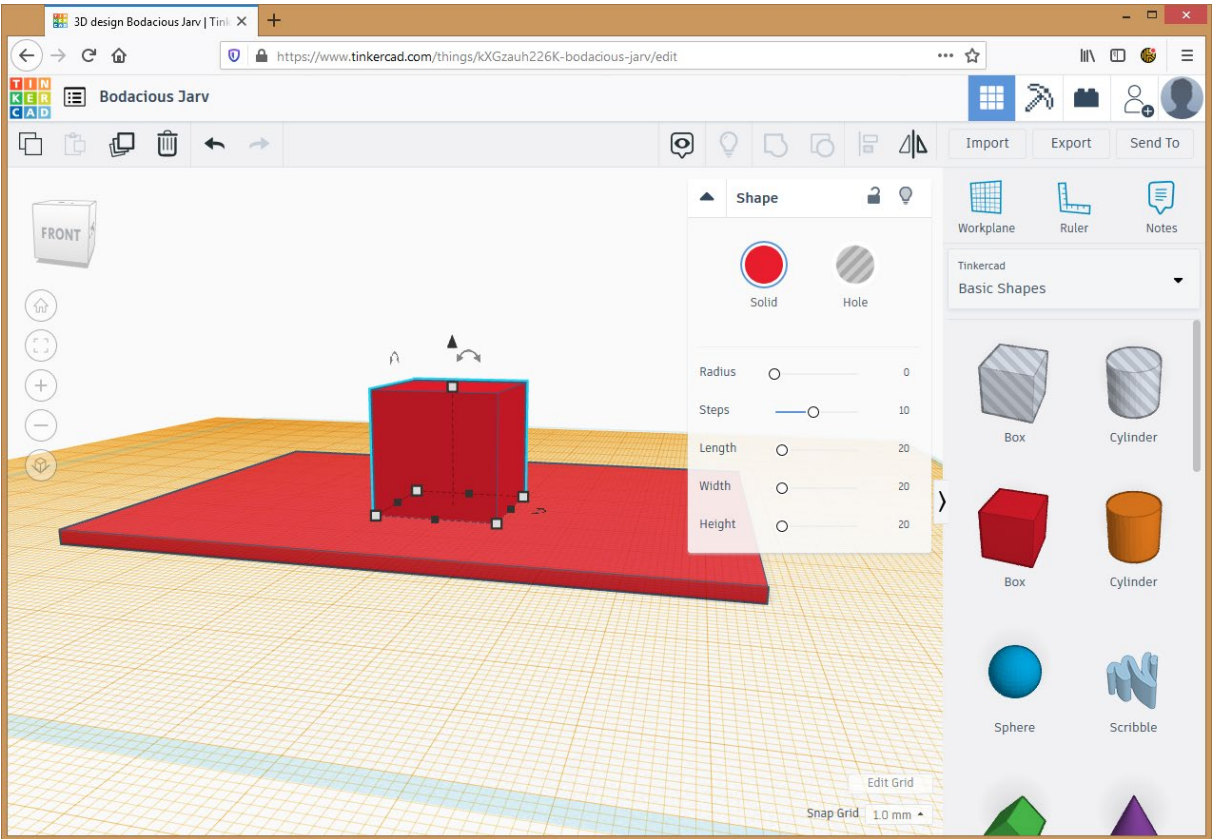 3D design Bodacious Jarv | Tink
https://www.tinkercad.com/things/kXGzauh226K-bodacious-jarv/edit
TIN
KER
CAD
Bodacious Jarv
Import
Export
Send To
FRONT
Shape
Solid
Hole
Radius 0
Steps 10
Length 20
Width 20
Height 20
Workplane
Ruler
Notes
Tinkercad
Basic Shapes
Box
Cylinder
Box
Cylinder
Sphere
Scribble
Edit Grid
Snap Grid 1.0 mm